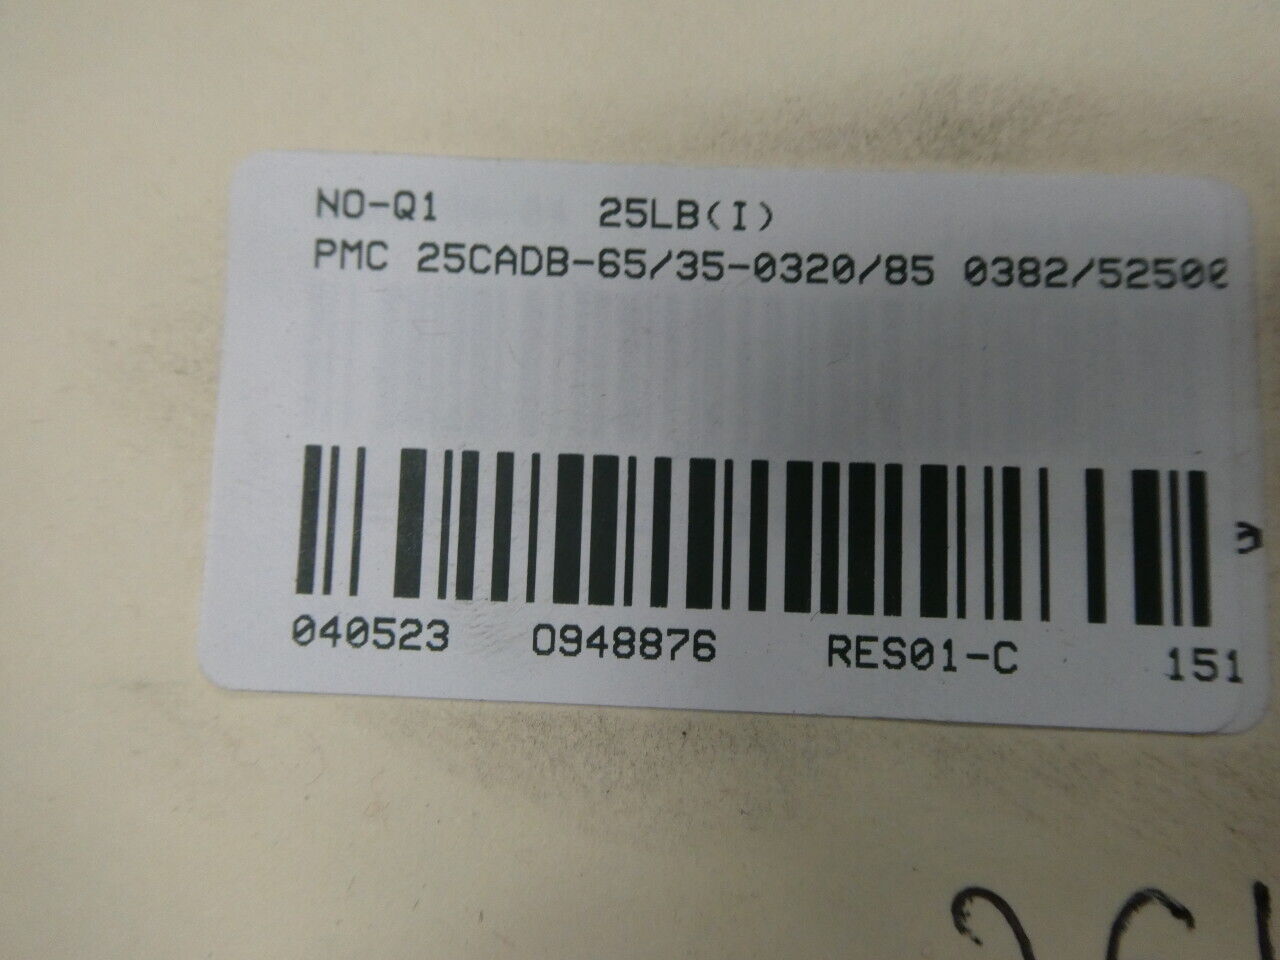 NO-Q1 25LB(I)
PMC 25CADB-65/35-0320/85 0382/52500
040523 0948876 RES01-C 151